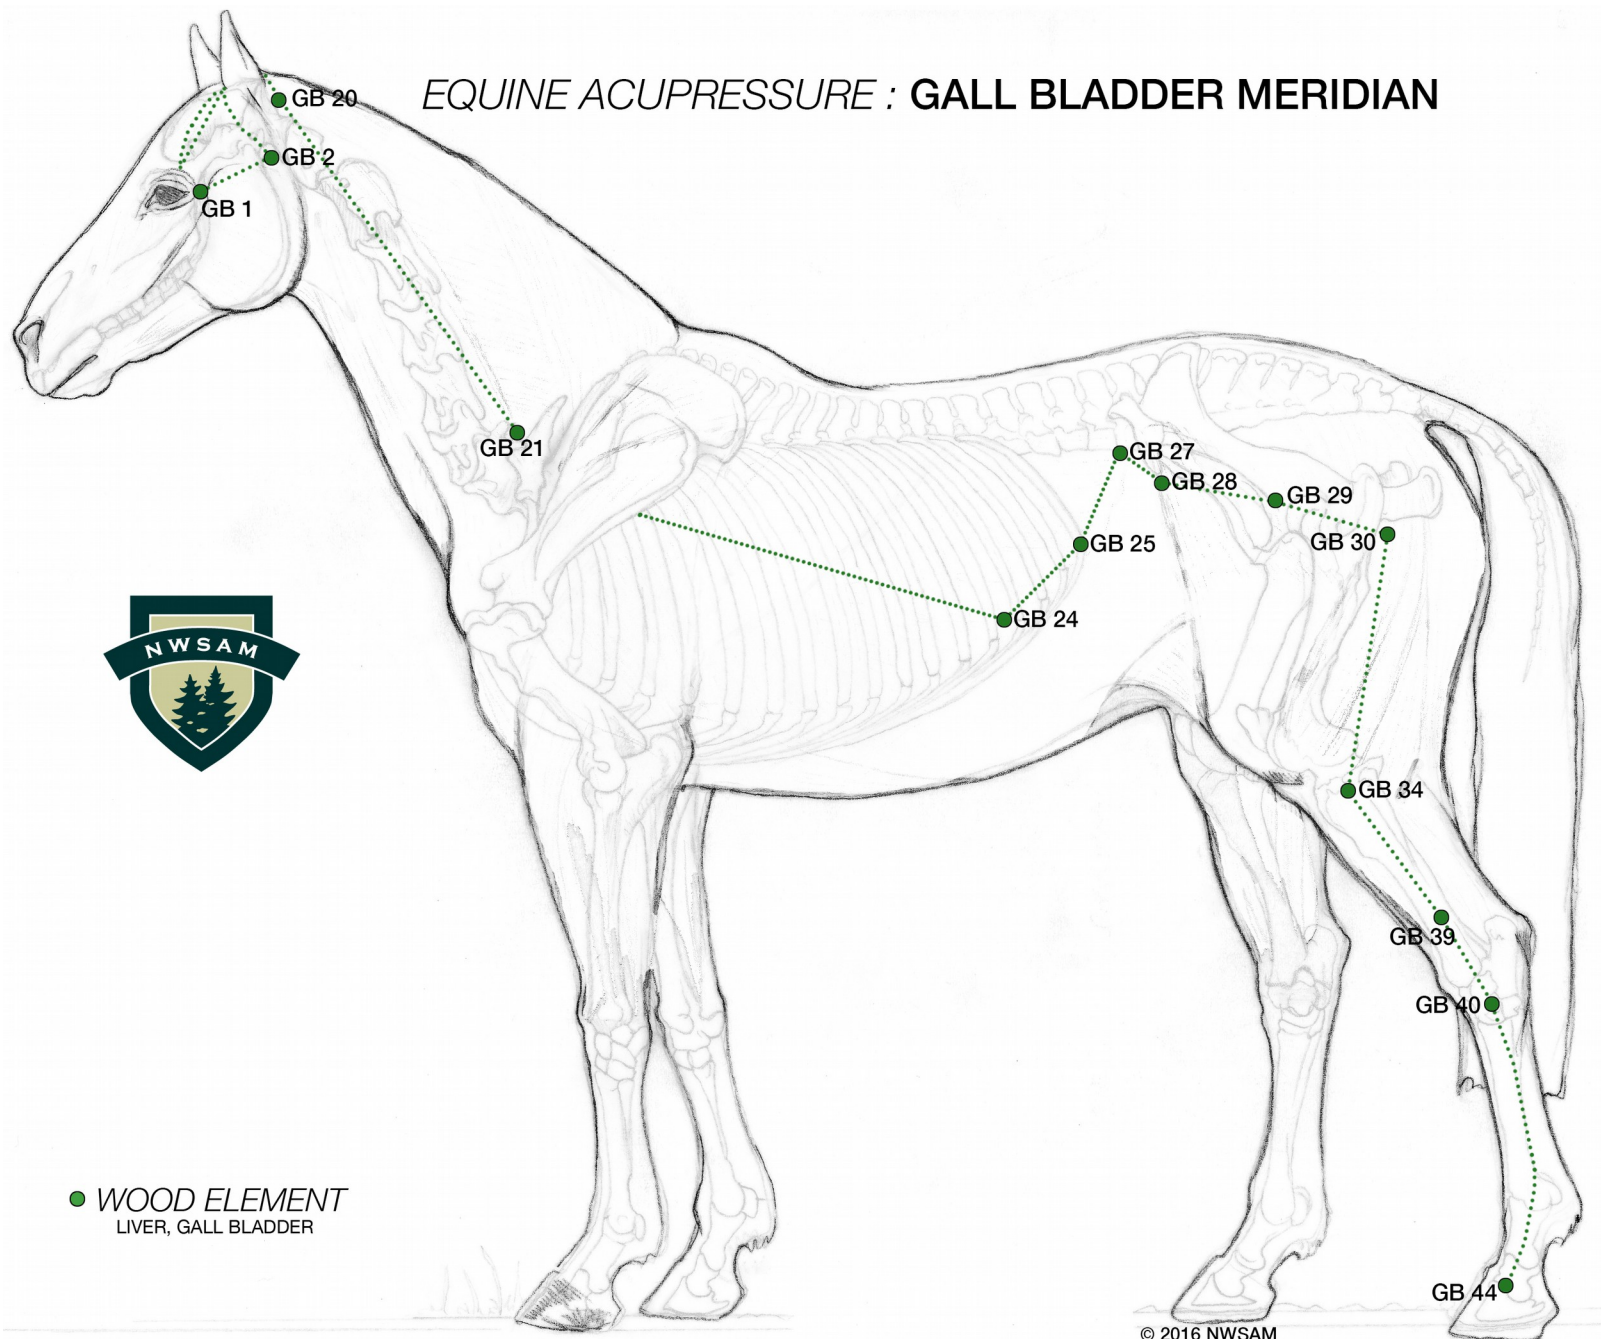 EQUINE ACUPRESSURE : GALL BLADDER MERIDIAN
GB 20
GB 2
GB 1
GB 21
GB 27
GB 28
GB 29
GB 30
GB 25
GB 24
NWSAM
GB 34
GB 39
GB 40
WOOD ELEMENT
LIVER, GALL BLADDER
GB 44
© 2016 NWSAM